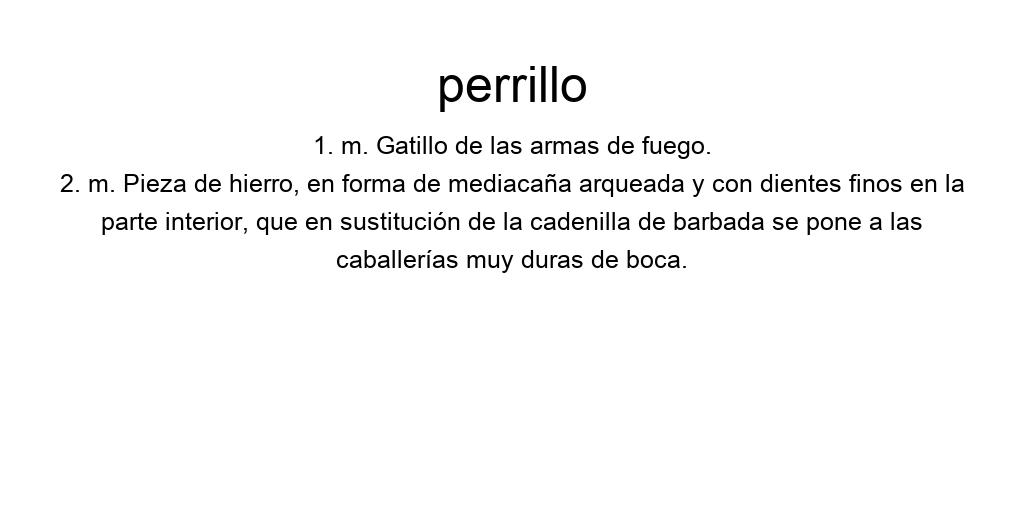 perrillo
1. m. Gatillo de las armas de fuego.
2. m. Pieza de hierro, en forma de mediacaña arqueada y con dientes finos en la
parte interior, que en sustitución de la cadenilla de barbada se pone a las
caballerías muy duras de boca.